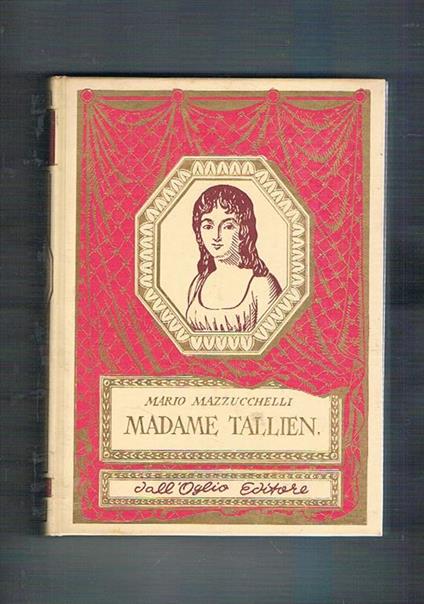 MARIO MAZZUCCHELLI
MADAME TALLIEN.
dall'Oglio Editore